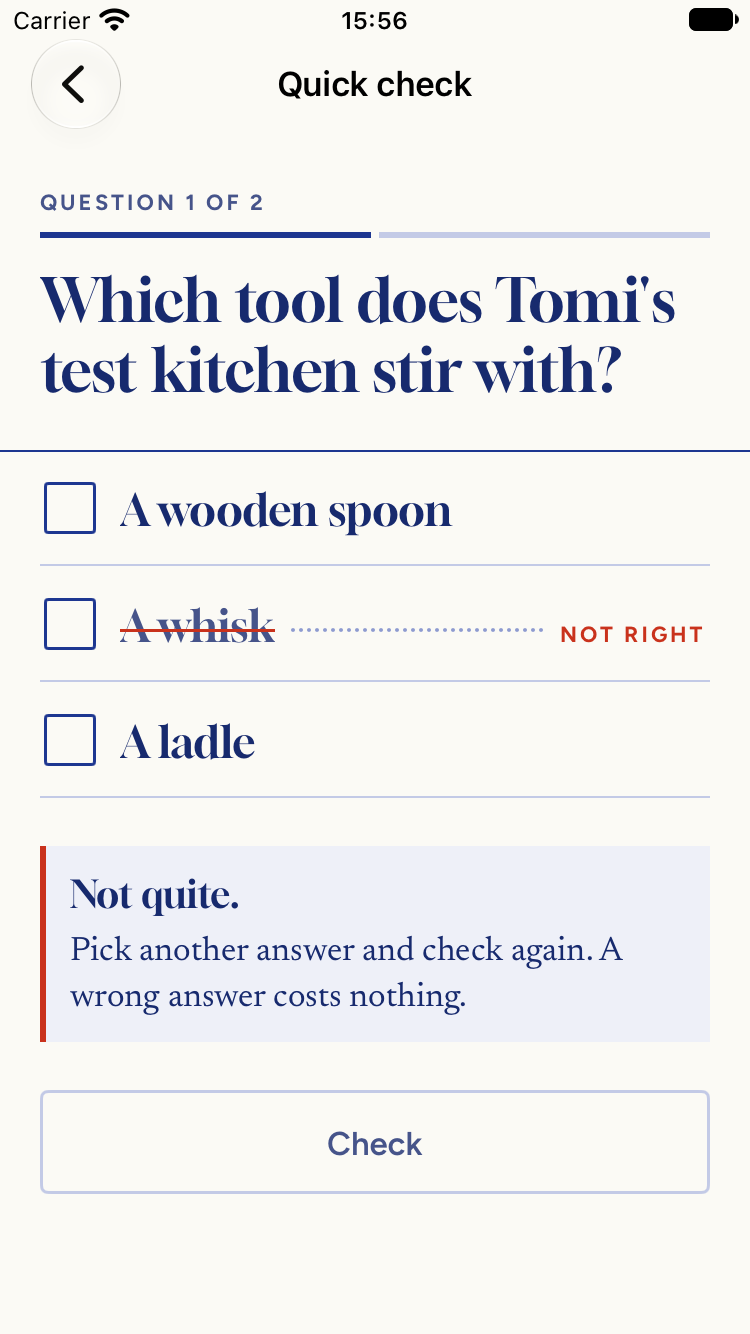 Carrier 15:56
Quick check
QUESTION 1 OF 2
Which tool does Tomi's
test kitchen stir with?
A wooden spoon
A whisk NOT RIGHT
A ladle
Not quite.
Pick another answer and check again. A
wrong answer costs nothing.
Check